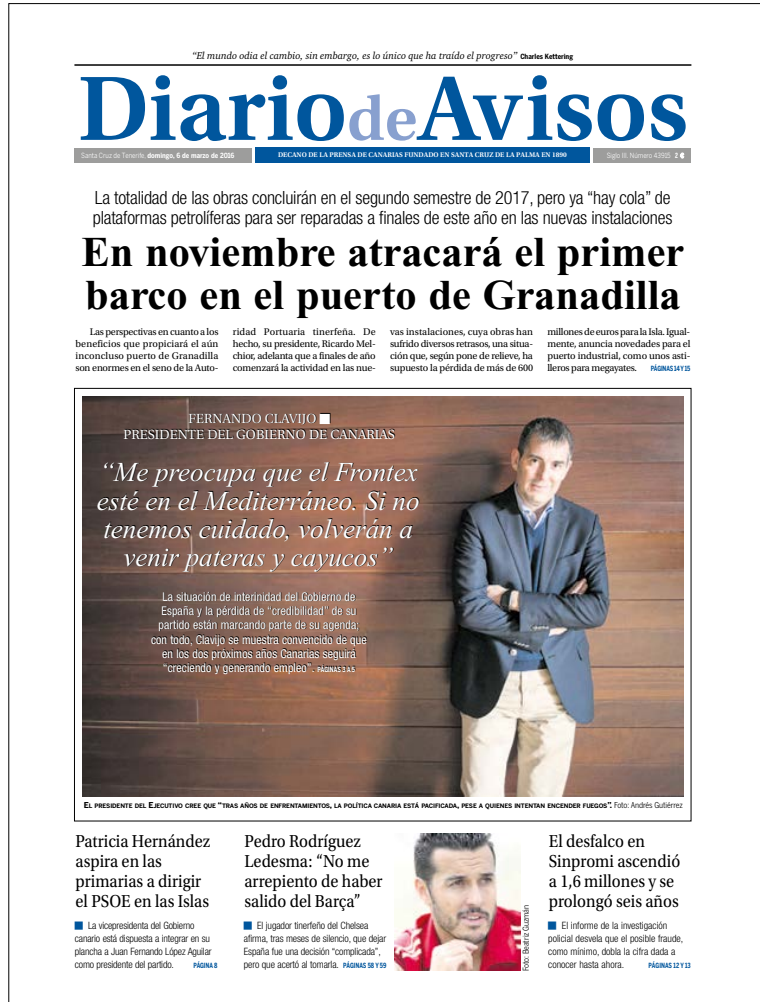 “El mundo odia el cambio, sin embargo, es lo único que ha traído el progreso” Charles Kettering
Diario de Avisos
Santa Cruz de Tenerife, domingo, 6 de marzo de 2016
DECANO DE LA PRENSA DE CANARIAS FUNDADO EN SANTA CRUZ DE LA PALMA EN 1890
Siglo III. Número 43915 2 €
La totalidad de las obras concluirán en el segundo semestre de 2017, pero ya “hay cola” de
plataformas petrolíferas para ser reparadas a finales de este año en las nuevas instalaciones
En noviembre atracará el primer
barco en el puerto de Granadilla
Las perspectivas en cuanto a los
beneficios que propiciará el aún
inconcluso puerto de Granadilla
son enormes en el seno de la Auto-
ridad Portuaria tinerfeña. De
hecho, su presidente, Ricardo Mel-
chior, adelanta que a finales de año
comenzará la actividad en las nue-
vas instalaciones, cuya obras han
sufrido diversos retrasos, una situa-
ción que, según pone de relieve, ha
supuesto la pérdida de más de 600
millones de euros para la Isla. Igual-
mente, anuncia novedades para el
puerto industrial, como unos asti-
lleros para megayates. PÁGINAS 14 Y 15
FERNANDO CLAVIJO
PRESIDENTE DEL GOBIERNO DE CANARIAS
“Me preocupa que el Frontex
esté en el Mediterráneo. Si no
tenemos cuidado, volverán a
venir pateras y cayucos”
La situación de interinidad del Gobierno de
España y la pérdida de “credibilidad” de su
partido están marcando parte de su agenda;
con todo, Clavijo se muestra convencido de que
en los dos próximos años Canarias seguirá
“creciendo y generando empleo”. PÁGINAS 3 A 5
EL PRESIDENTE DEL EJECUTIVO CREE QUE “TRAS AÑOS DE ENFRENTAMIENTOS, LA POLÍTICA CANARIA ESTÁ PACIFICADA, PESE A QUIENES INTENTAN ENCENDER FUEGOS”. Foto: Andrés Gutiérrez
Patricia Hernández
aspira en las
primarias a dirigir
el PSOE en las Islas
La vicepresidenta del Gobierno
canario está dispuesta a integrar en su
plancha a Juan Fernando López Aguilar
como presidente del partido. PÁGINA 8
Pedro Rodríguez
Ledesma: “No me
arrepiento de haber
salido del Barça”
El jugador tinerfeño del Chelsea
afirma, tras meses de silencio, que dejar
España fue una decisión “complicada”,
pero que acertó al tomarla. PÁGINAS 58 Y 59
Foto: Beatriz Guzmán
El desfalco en
Sinpromi ascendió
a 1,6 millones y se
prolongó seis años
El informe de la investigación
policial desvela que el posible fraude,
como mínimo, dobla la cifra dada a
conocer hasta ahora. PÁGINAS 12 Y 13